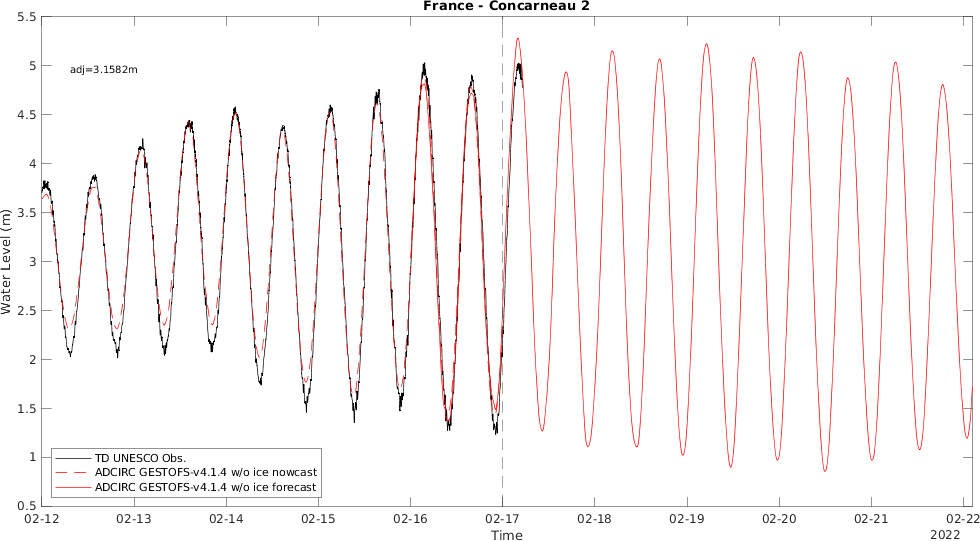 France - Concarneau 2
adj=3.1582m
Water Level (m)
5.5
5
4.5
4
3.5
3
2.5
2
1.5
1
0.5
TD UNESCO Obs.
ADCIRC GESTOFS-v4.1.4 w/o ice nowcast
ADCIRC GESTOFS-v4.1.4 w/o ice forecast
02-12 02-13 02-14 02-15 02-16 02-17 02-18 02-19 02-20 02-21 02-22
Time
2022